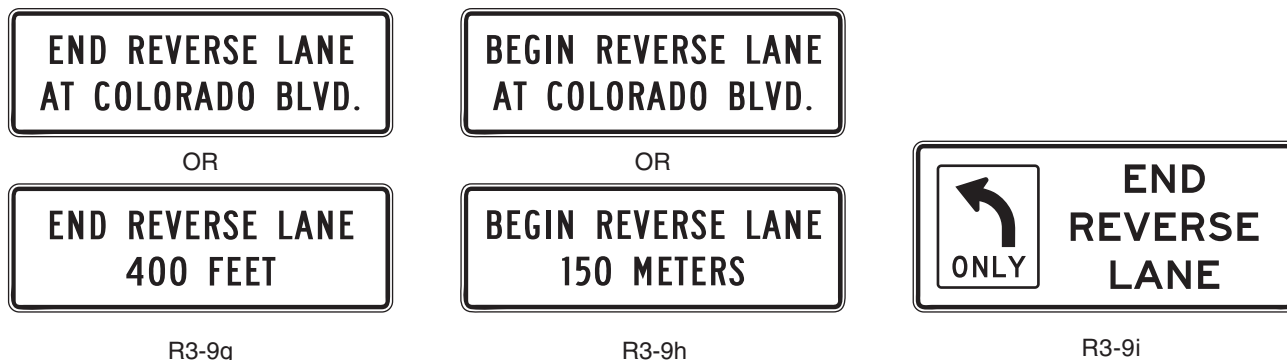 END REVERSE LANE
AT COLORADO BLVD.
OR
END REVERSE LANE
400 FEET
R3-9g
BEGIN REVERSE LANE
AT COLORADO BLVD.
OR
BEGIN REVERSE LANE
150 METERS
R3-9h
ONLY
END
REVERSE
LANE
R3-9i